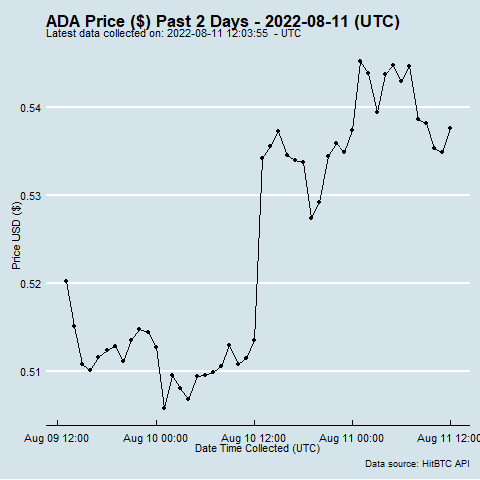 ADA Price ($) Past 2 Days - 2022-08-11 (UTC)
Latest data collected on: 2022-08-11 12:03:55 - UTC
0.54
0.53
Price USD ($)
0.52
0.51
Aug 09 12:00 Aug 10 00:00 Aug 10 12:00 Aug 11 00:00 Aug 11 12:00
Date Time Collected (UTC)
Data source: HitBTC API